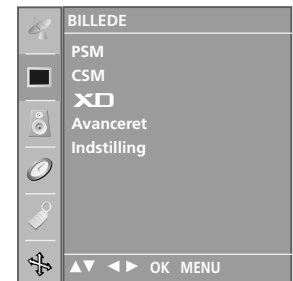 BILLEDE
PSM
CSM
XD
Avanceret
Indstilling
▲▼ ◄► OK MENU